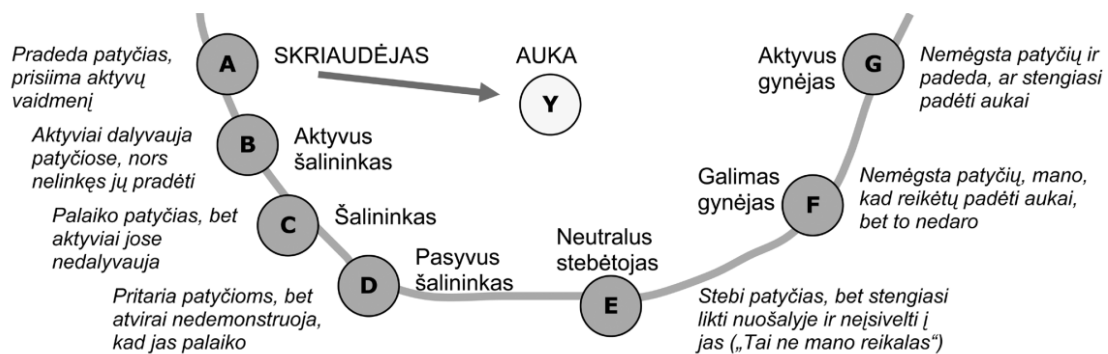 Pradeda patyčias,
prisiima aktyvų
vaidmenį
A
SKRIAUDĖJAS
AUKA
Y
Aktyvus
gynėjas
G
Nemėgsta patyčių ir
padeda, ar stengiasi
padėti aukai
Aktyviai dalyvauja
patyčiose, nors
nelinkęs jų pradėti
B
Aktyvus
šalininkas
Galimas
gynėjas
F
Nemėgsta patyčių, mano,
kad reikėtų padėti aukai,
bet to nedaro
Palaiko patyčias, bet
aktyviai jose
nedalyvauja
C
Šalininkas
Pritaria patyčioms, bet
atvirai nedemonstruoja,
kad jas palaiko
D
Pasyvus
šalininkas
Neutralus
stebėtojas
E
Stebi patyčias, bet stengiasi
likti nuošalyje ir neįsivelti į
jas („Tai ne mano reikalas“)